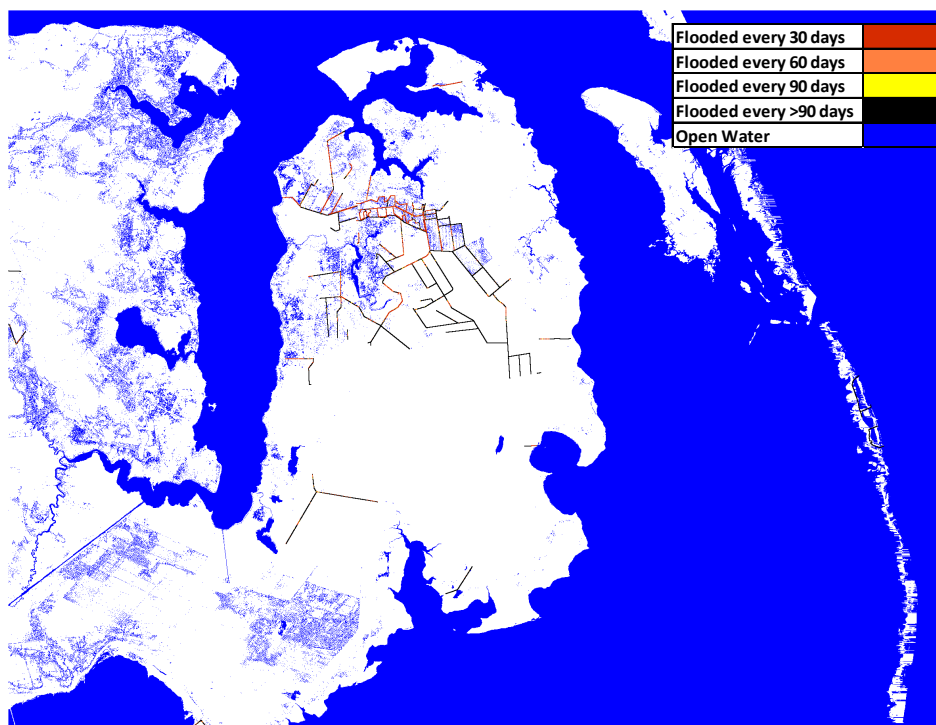 Flooded every 30 days
Flooded every 60 days
Flooded every 90 days
Flooded every >90 days
Open Water